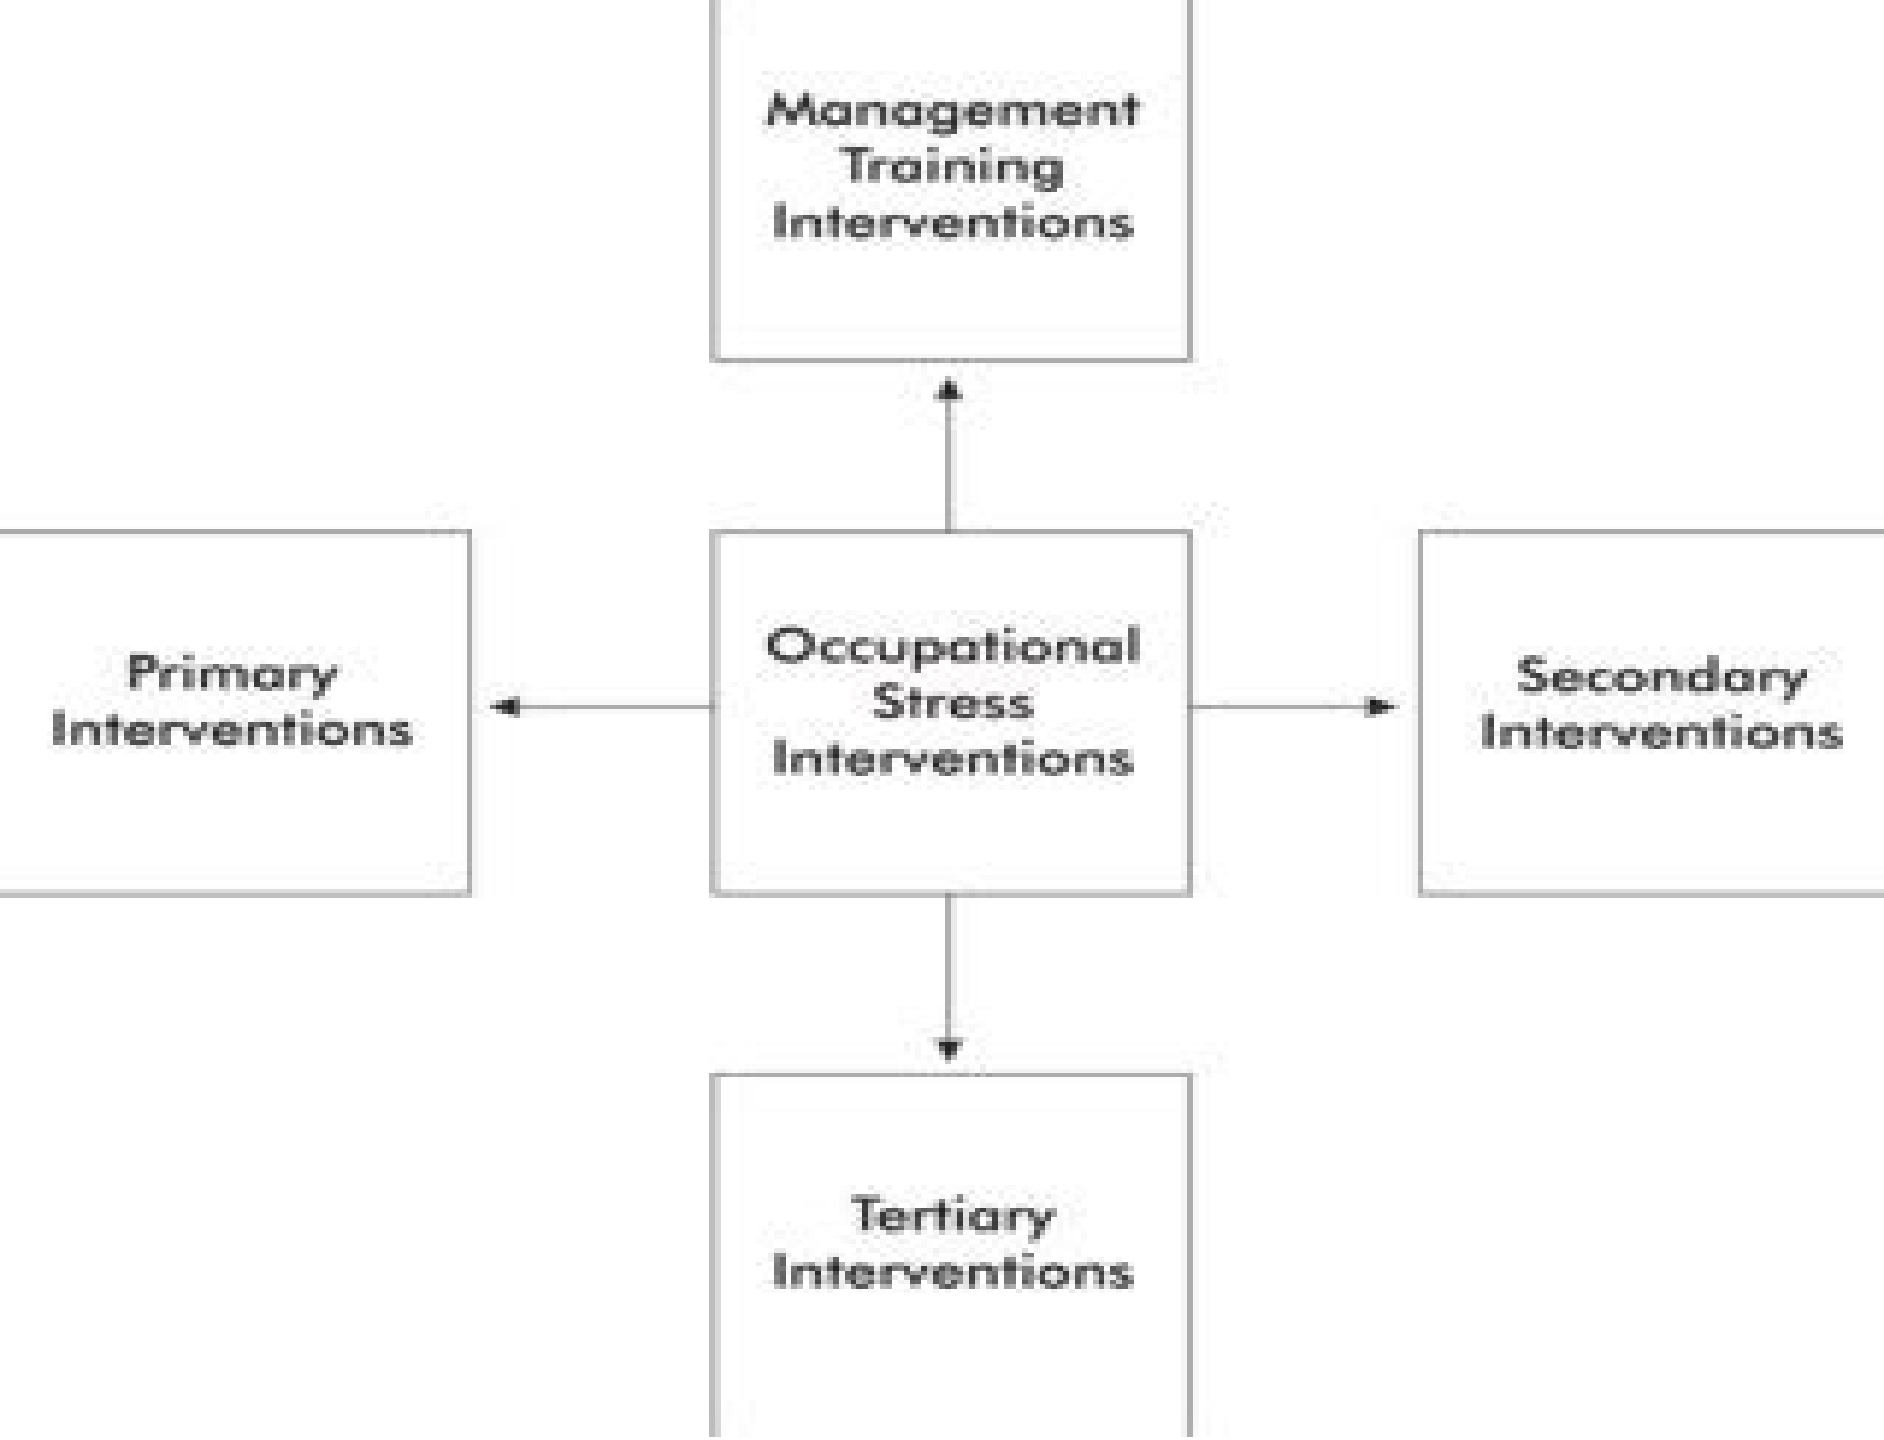 Management
Training
Interventions
Primary
Interventions
Occupational
Stress
Interventions
Secondary
Interventions
Tertiary
Interventions